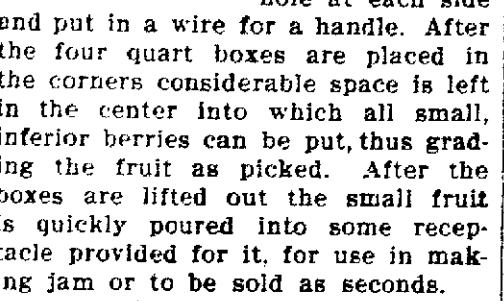 hole at each side
and put in a wire for a handle. After
the four quart boxes are placed in
the corners considerable space is left
in the center into which all small,
inferior berries can be put, thus grad-
ing the fruit as picked. After the
boxes are lifted out the small fruit
is quickly poured into some recep-
tacle provided for it, for use in mak-
ing jam or to be sold as seconds.